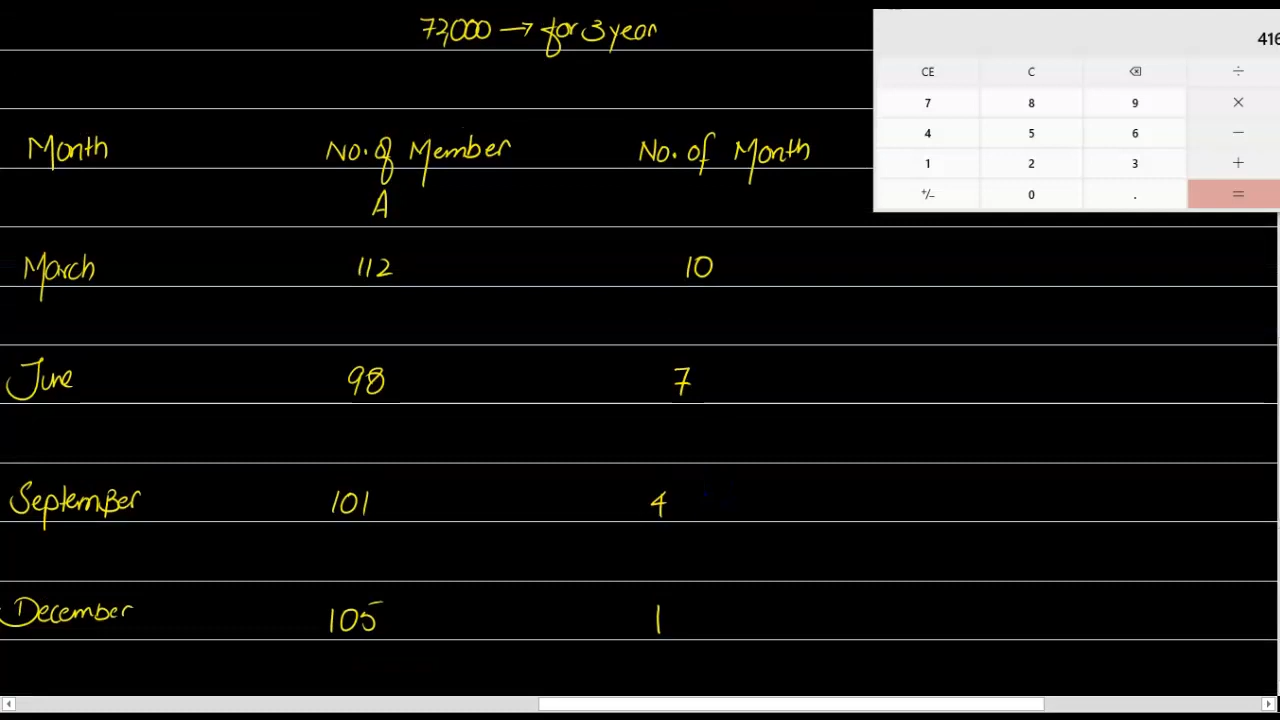 72,000 → for 3 year
416
CE C ⌫ ÷
7 8 9 ×
4 5 6 −
1 2 3 +
+/− 0 . =
Month No. of Member No. of Month
A
March 112 10
June 98 7
September 101 4
December 105 1